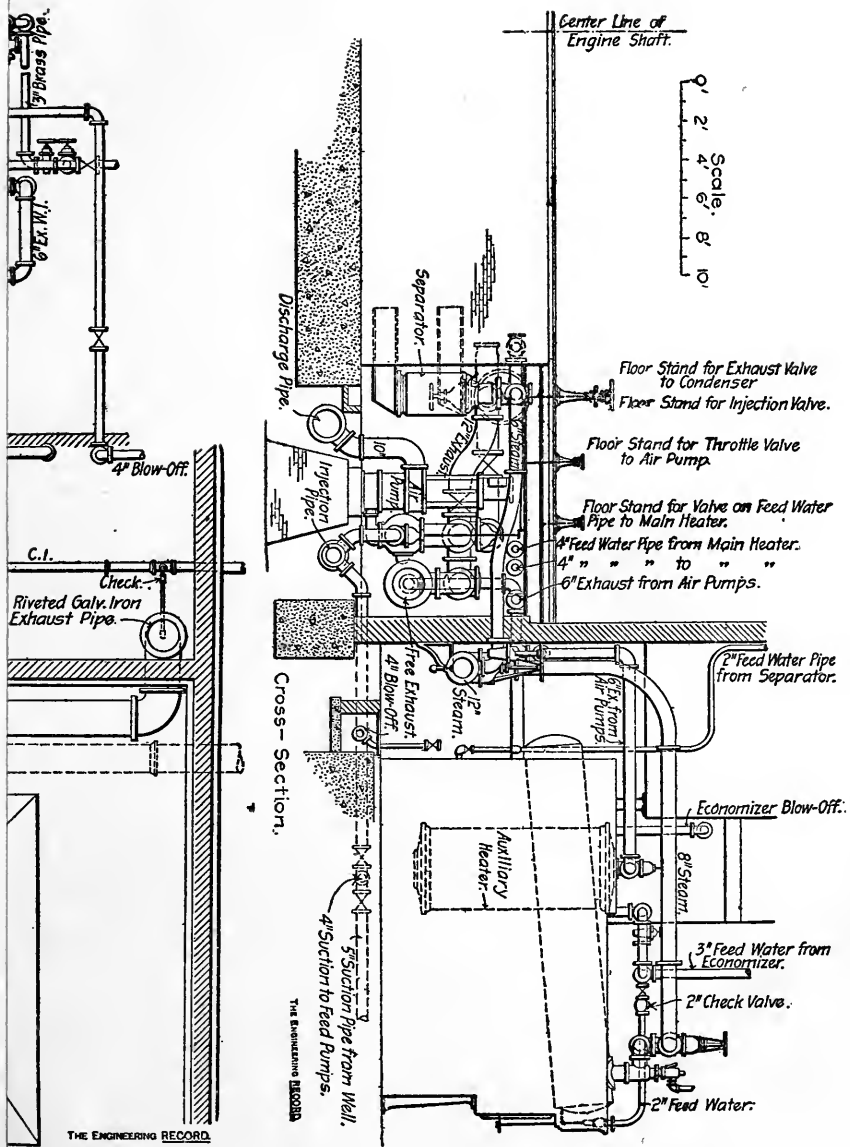 Center Line of
Engine Shaft.
3" Brass Pipe.
6" Ex. W.I.
4" Blow-Off.
C.I.
Check.
Riveted Galv. Iron
Exhaust Pipe.
Scale.
0' 2' 4' 6' 8' 10'
Separator.
Discharge Pipe.
12" Exhaust.
6" Steam
10"
Air
Pump
Injection
Pipe.
Floor Stand for Exhaust Valve
to Condenser
Floor Stand for Injection Valve.
Floor Stand for Throttle Valve
to Air Pump.
Floor Stand for Valve on Feed Water
Pipe to Main Heater.
4" Feed Water Pipe from Main Heater.
4" „ „ „ to „ „
6" Exhaust from Air Pumps.
Free Exhaust.
4" Blow-Off.
12"
Steam.
Cross-Section.
6" Ex. from
Air Pumps.
2" Feed Water Pipe
from Separator.
Economizer Blow-Off.
Auxiliary
Heater.
8" Steam.
3" Feed Water from
Economizer.
2" Check Valve.
2" Feed Water.
5" Suction Pipe from Well.
4" Suction to Feed Pumps.
THE ENGINEERING RECORD.
THE ENGINEERING RECORD.